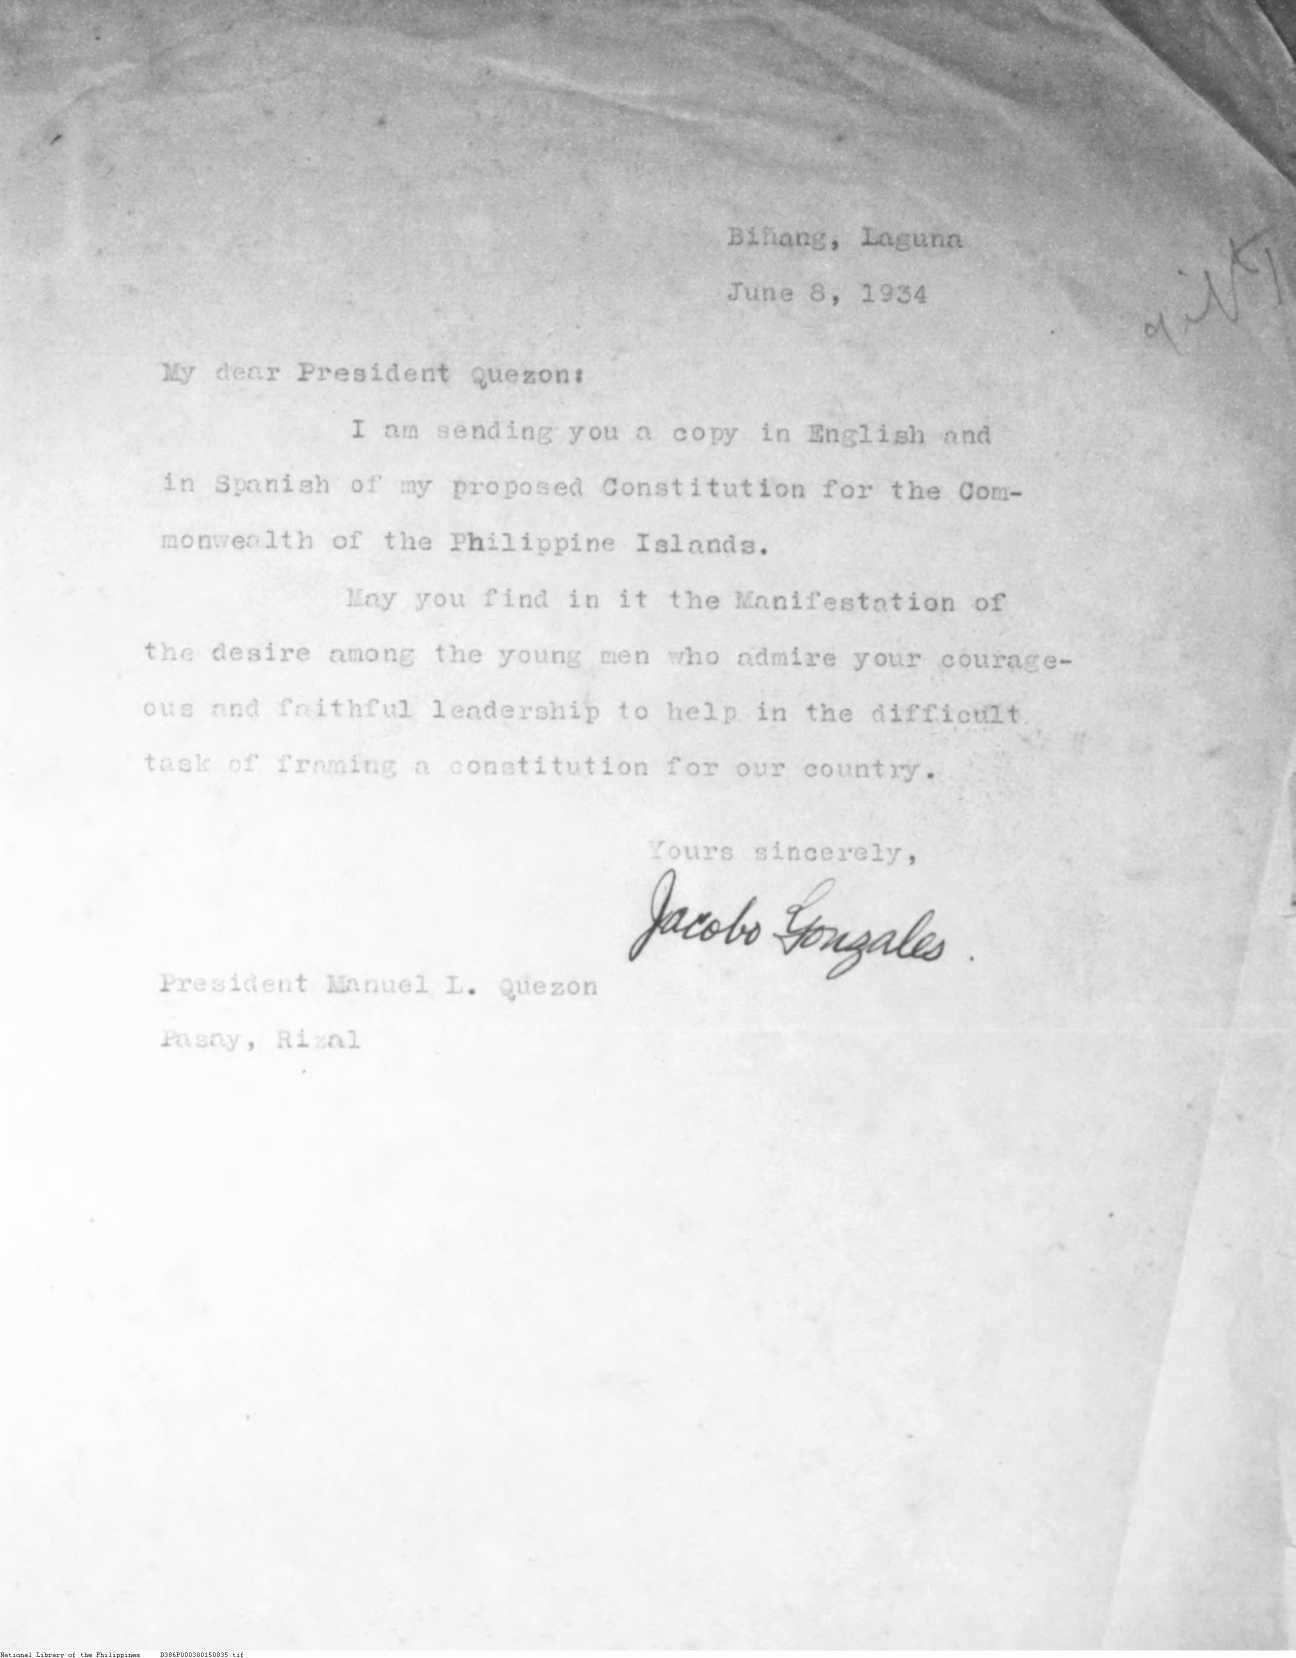 Biñang, Laguna
June 8, 1934
My dear President Quezon:
I am sending you a copy in English and
in Spanish of my proposed Constitution for the Com-
monwealth of the Philippine Islands.
May you find in it the Manifestation of
the desire among the young men who admire your courage-
ous and faithful leadership to help in the difficult
task of framing a constitution for our country.
Yours sincerely,
Jacobo Gonzales.
President Manuel L. Quezon
Pasay, Rizal
National Library of the Philippines D386P000380150835.tif